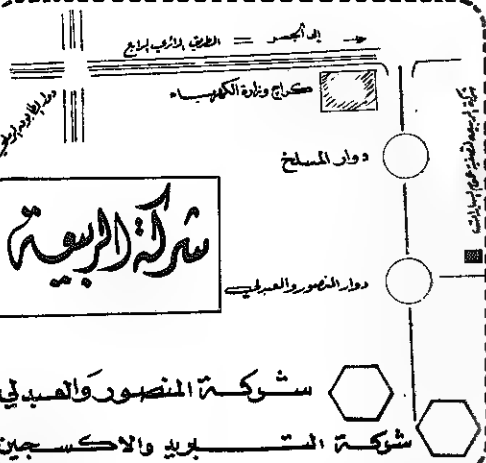 إلى الجسر = الطريق الدائري الرابع
كراج وزارة الكهرباء
دوار المسلخ
شركة الربيعة
دوار المنصور والعبدلي
شركة المنصور والعبدلي
شركة التبريد والاكسجين